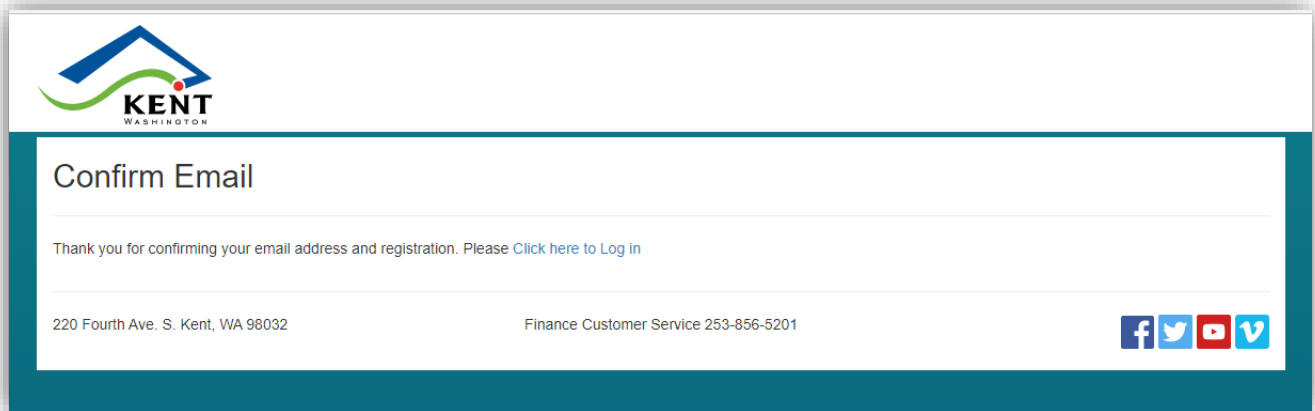 KENT
WASHINGTON
Confirm Email
Thank you for confirming your email address and registration. Please Click here to Log in
220 Fourth Ave. S. Kent, WA 98032
Finance Customer Service 253-856-5201